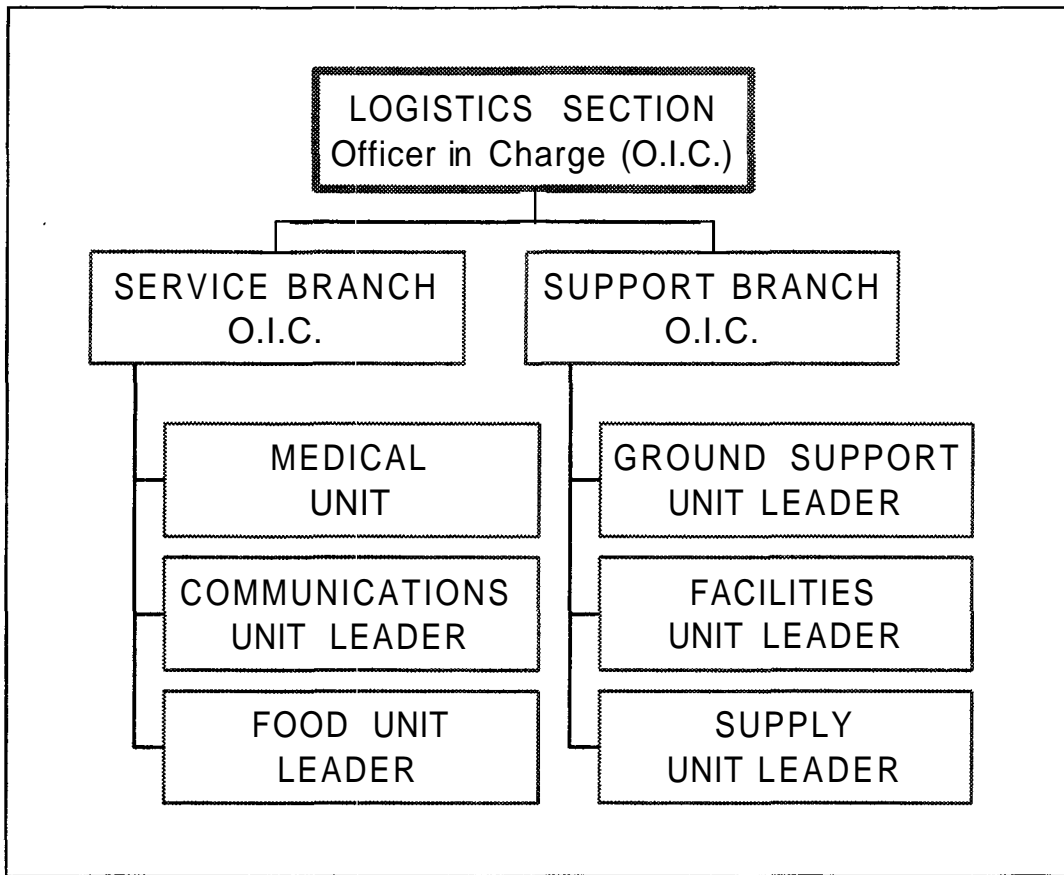 LOGISTICS SECTION
Officer in Charge (O.I.C.)
SERVICE BRANCH
O.I.C.
SUPPORT BRANCH
O.I.C.
MEDICAL
UNIT
COMMUNICATIONS
UNIT LEADER
FOOD UNIT
LEADER
GROUND SUPPORT
UNIT LEADER
FACILITIES
UNIT LEADER
SUPPLY
UNIT LEADER